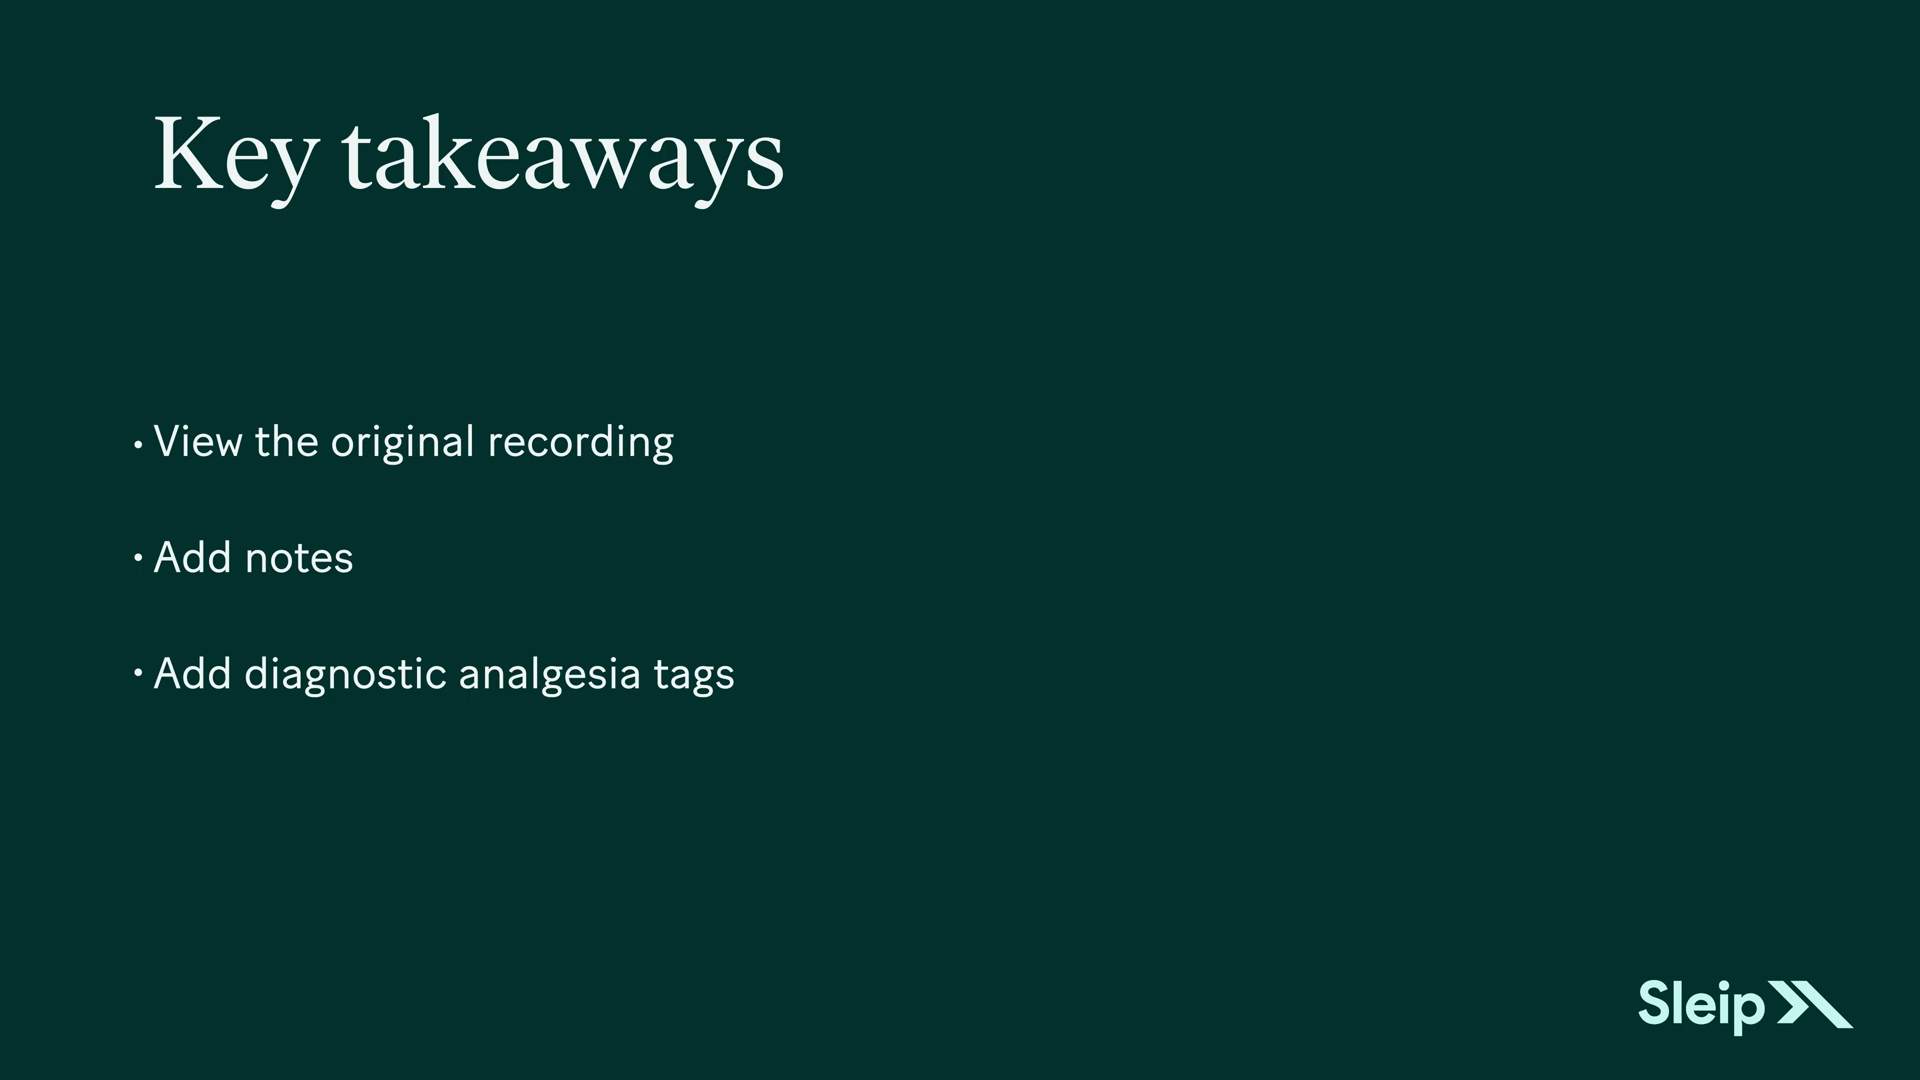 Key takeaways
• View the original recording
• Add notes
• Add diagnostic analgesia tags
Sleip